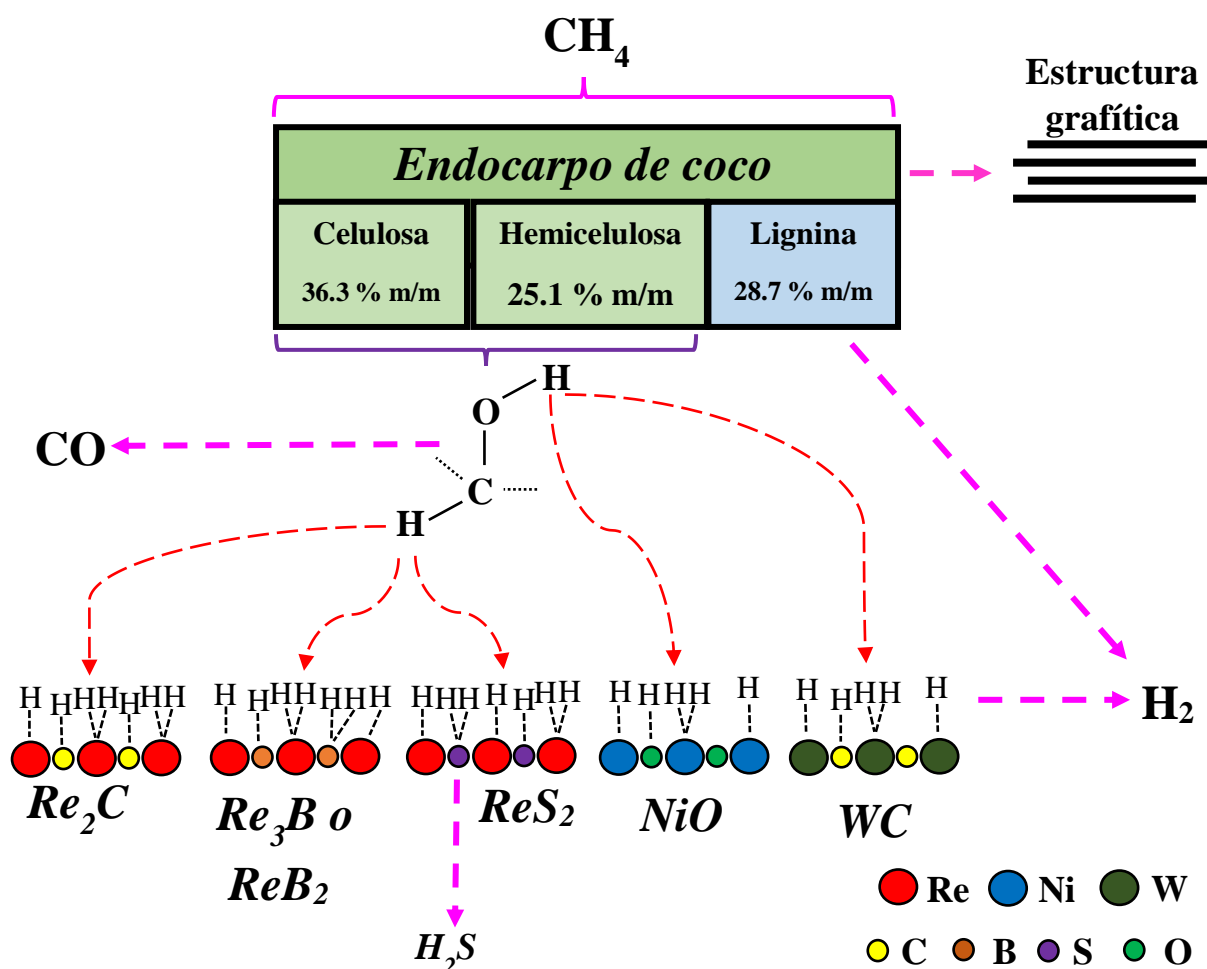 CH₄
Estructura
grafítica
Endocarpo de coco
Celulosa
36.3 % m/m
Hemicelulosa
25.1 % m/m
Lignina
28.7 % m/m
H
O
CO
C
H
H H H H H H H
H H H H H H H
H H H H H H H
H H H H H
H H H H H
H₂
Re₂C
Re₃B o
ReB₂
ReS₂
NiO
WC
H₂S
Re Ni W
C B S O